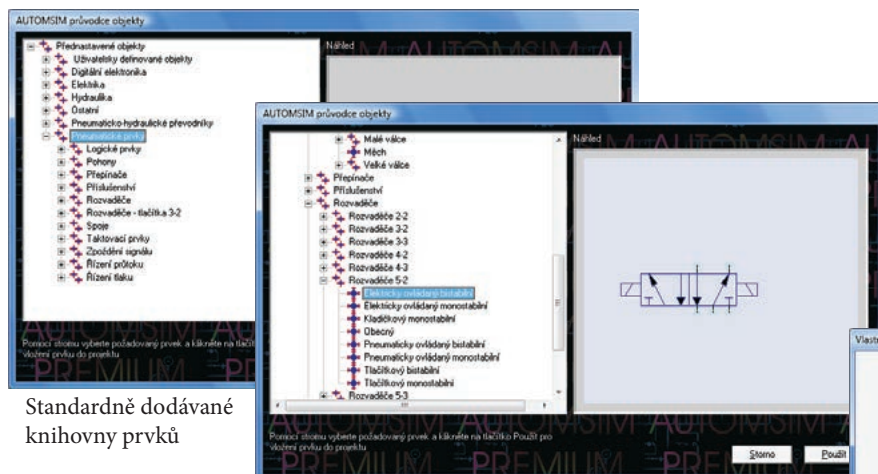 AUTOMSIM průvodce objekty
Přednastavené objekty
Uživatelsky definované objekty
Digitální elektronika
Elektrika
Hydraulika
Ostatní
Pneumaticko-hydraulické převodníky
Pneumatické prvky
Logické prvky
Pohony
Přepínače
Příslušenství
Rozvaděče
Rozvaděče - tlačítka 3-2
Spoje
Taktovací prvky
Zpoždění signálu
Řízení průtoku
Řízení tlaku
Náhled
Pomocí stromu vyberte požadovaný prvek a klikněte na tlačít
vložení prvku do projektu
AUTOMSIM průvodce objekty
Malé válce
Měch
Velké válce
Přepínače
Příslušenství
Rozvaděče
Rozvaděče 2-2
Rozvaděče 3-2
Rozvaděče 3-3
Rozvaděče 4-2
Rozvaděče 4-3
Rozvaděče 5-2
Elektricky ovládaný bistabilní
Elektricky ovládaný monostabilní
Kladičkový monostabilní
Obecný
Pneumaticky ovládaný bistabilní
Pneumaticky ovládaný monostabilní
Tlačítkový bistabilní
Tlačítkový monostabilní
Rozvaděče 5-3
Náhled
Pomocí stromu vyberte požadovaný prvek a klikněte na tlačítko Použít pro
vložení prvku do projektu
Storno
Použít
Vlast
Standardně dodávané
knihovny prvků